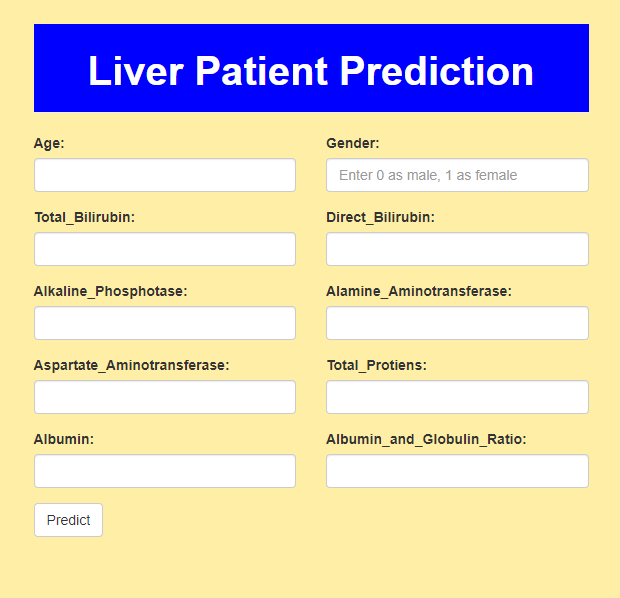 Liver Patient Prediction
Age:
Gender:
Enter 0 as male, 1 as female
Total_Bilirubin:
Direct_Bilirubin:
Alkaline_Phosphotase:
Alamine_Aminotransferase:
Aspartate_Aminotransferase:
Total_Protiens:
Albumin:
Albumin_and_Globulin_Ratio:
Predict